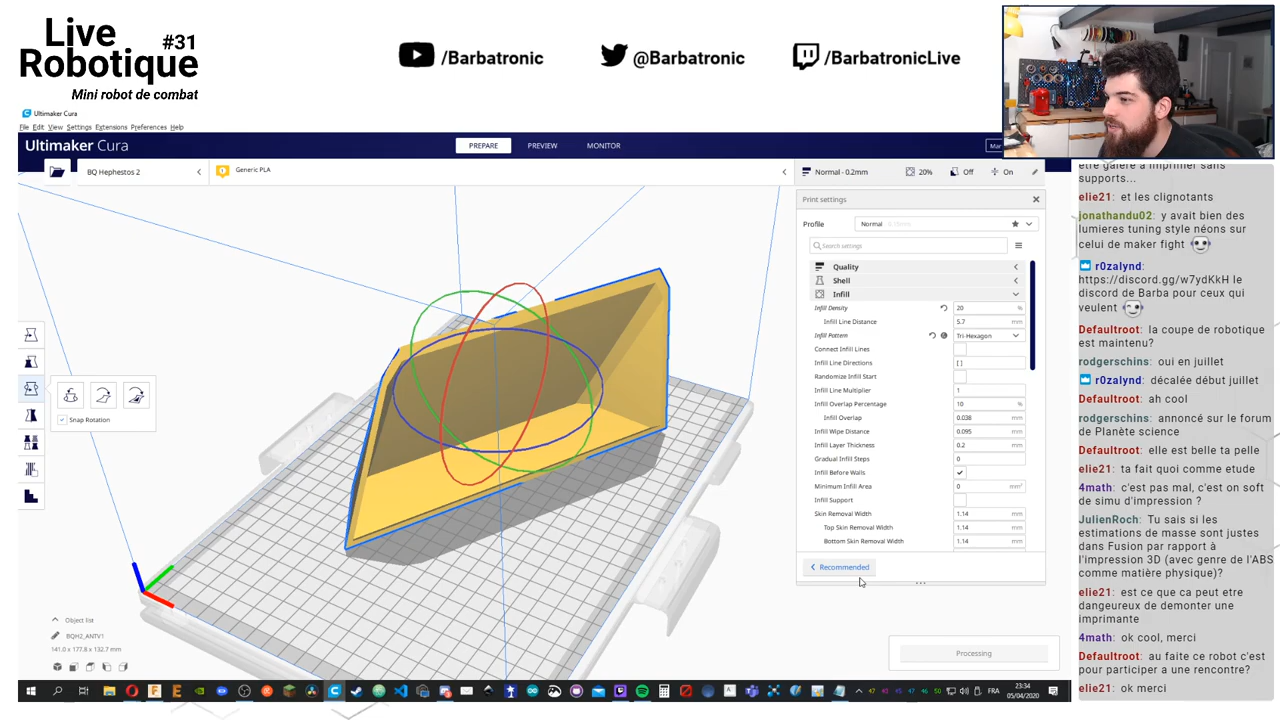 Live
Robotique #31
Mini robot de combat
/Barbatronic
@Barbatronic
/BarbatronicLive
Ultimaker Cura
File Edit View Settings Extensions Preferences Help
Ultimaker Cura
PREPARE
PREVIEW
MONITOR
Mar
BQ Hephestos 2
Generic PLA
Normal - 0.2mm
20%
Off
On
Print settings
Profile
Normal
Search settings
Quality
Shell
Infill
Infill Density 20 %
Infill Line Distance 5.7 mm
Infill Pattern Tri-Hexagon
Connect Infill Lines
Infill Line Directions [ ]
Randomize Infill Start
Infill Line Multiplier 1
Infill Overlap Percentage 10 %
Infill Overlap 0.038 mm
Infill Wipe Distance 0.095 mm
Infill Layer Thickness 0.2 mm
Gradual Infill Steps 0
Infill Before Walls
Minimum Infill Area 0 mm²
Infill Support
Skin Removal Width 1.14 mm
Top Skin Removal Width 1.14 mm
Bottom Skin Removal Width 1.14 mm
Recommended
Processing
Snap Rotation
Object list
BQH2_ANTV1
141.0 x 177.8 x 132.7 mm
FRA
23:34
05/04/2020
être galère à imprimer sans
supports...
elie21: et les clignotants
jonathandu02: y avait bien des
lumieres tuning style néons sur
celui de maker fight
r0zalynd:
https://discord.gg/w7ydKkH le
discord de Barba pour ceux qui
veulent
Defaultroot: la coupe de robotique
est maintenu?
rodgerschins: oui en juillet
r0zalynd: décalée début juillet
Defaultroot: ah cool
rodgerschins: annoncé sur le forum
de Planète science
Defaultroot: elle est belle ta pelle
elie21: ta fait quoi comme etude
4math: c'est pas mal, c'est on soft
de simu d'impression ?
JulienRoch: Tu sais si les
estimations de masse sont justes
dans Fusion par rapport à
l'impression 3D (avec genre de l'ABS
comme matière physique)?
elie21: est ce que ca peut etre
dangeureux de demonter une
imprimante
4math: ok cool, merci
Defaultroot: au faite ce robot c'est
pour participer a une rencontre?
elie21: ok merci